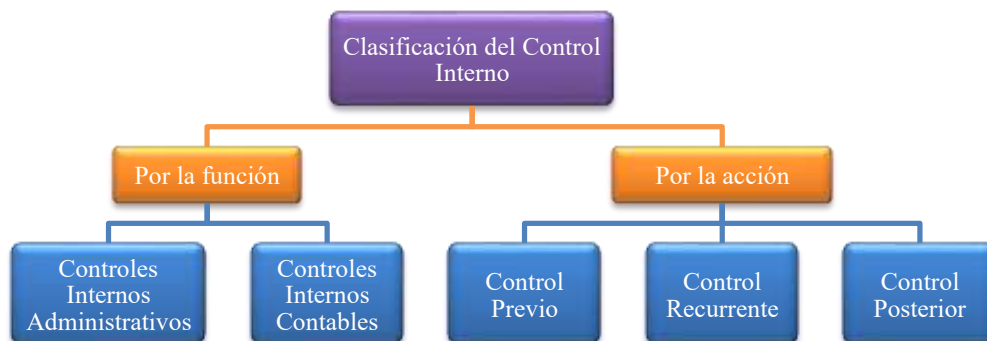 Clasificación del Control
Interno
Por la función
Por la acción
Controles
Internos
Administrativos
Controles
Internos
Contables
Control
Previo
Control
Recurrente
Control
Posterior